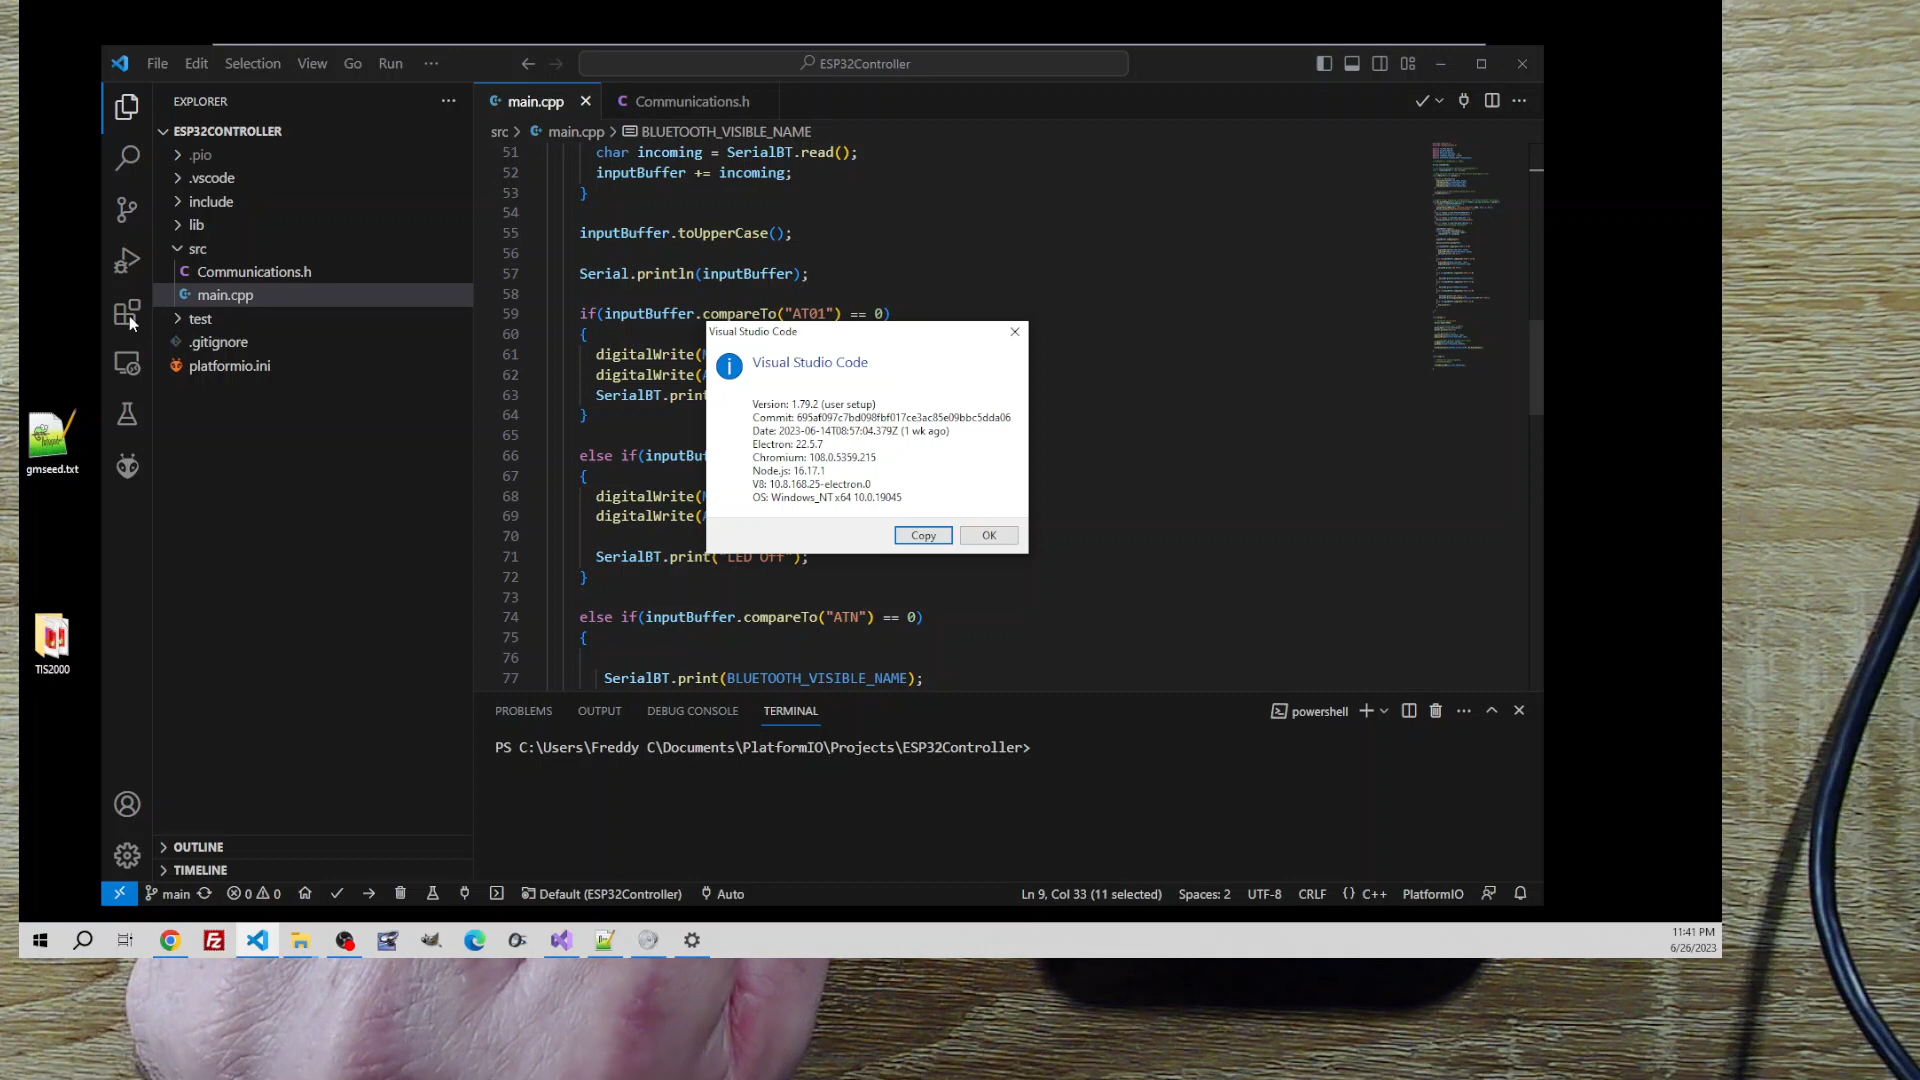 File Edit Selection View Go Run ···
ESP32Controller
EXPLORER
ESP32CONTROLLER
.pio
.vscode
include
lib
src
Communications.h
main.cpp
test
.gitignore
platformio.ini
OUTLINE
TIMELINE
main.cpp
Communications.h
src > main.cpp > BLUETOOTH_VISIBLE_NAME
51 char incoming = SerialBT.read();
52 inputBuffer += incoming;
53 }
54
55 inputBuffer.toUpperCase();
56
57 Serial.println(inputBuffer);
58
59 if(inputBuffer.compareTo("AT01") == 0)
60 {
61 digitalWrite(
62 digitalWrite(
63 SerialBT.print
64 }
65
66 else if(inputBuf
67 {
68 digitalWrite(
69 digitalWrite(
70
71 SerialBT.print("LED Off");
72 }
73
74 else if(inputBuffer.compareTo("ATN") == 0)
75 {
76
77 SerialBT.print(BLUETOOTH_VISIBLE_NAME);
Visual Studio Code
Visual Studio Code
Version: 1.79.2 (user setup)
Commit: 695af097c7bd098fbf017ce3ac85e09bbc5dda06
Date: 2023-06-14T08:57:04.379Z (1 wk ago)
Electron: 22.5.7
Chromium: 108.0.5359.215
Node.js: 16.17.1
V8: 10.8.168.25-electron.0
OS: Windows_NT x64 10.0.19045
Copy OK
PROBLEMS OUTPUT DEBUG CONSOLE TERMINAL
powershell
PS C:\Users\Freddy C\Documents\PlatformIO\Projects\ESP32Controller>
main 0 0 Default (ESP32Controller) Auto
Ln 9, Col 33 (11 selected) Spaces: 2 UTF-8 CRLF {} C++ PlatformIO
gmseed.txt
TIS2000
11:41 PM
6/26/2023